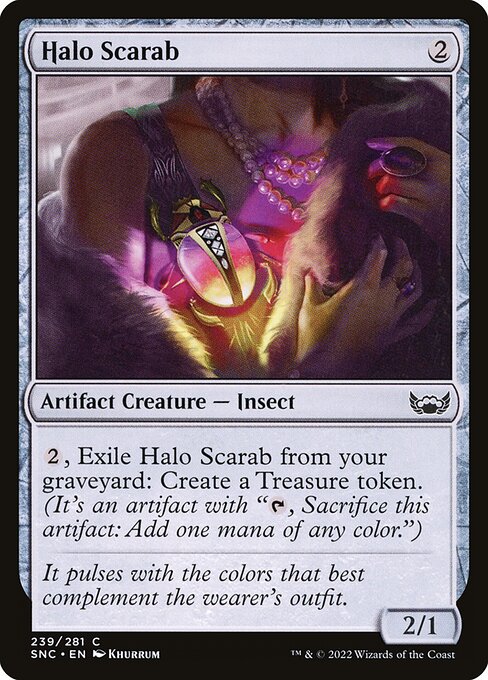 Halo Scarab 2
Artifact Creature — Insect
2, Exile Halo Scarab from your
graveyard: Create a Treasure token.
(It's an artifact with “, Sacrifice this
artifact: Add one mana of any color.”)
It pulses with the colors that best
complement the wearer's outfit.
2/1
239/281 C
SNC • EN Khurrum
™ & © 2022 Wizards of the Coast